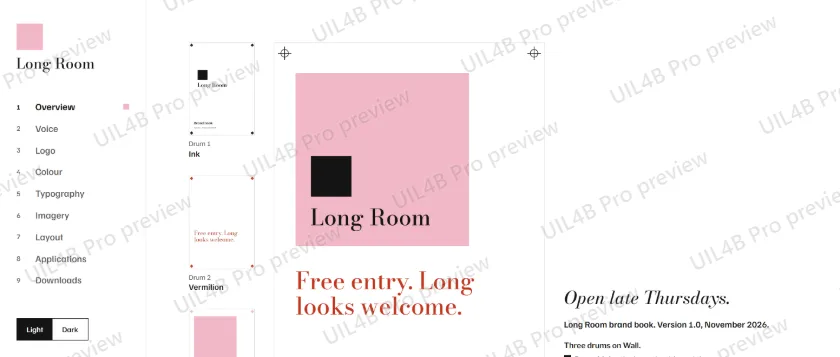 Long Room
1 Overview
2 Voice
3 Logo
4 Colour
5 Typography
6 Imagery
7 Layout
8 Applications
9 Downloads
Light Dark
Long Room
Drum 1
Ink
Free entry. Long
looks welcome.
Drum 2
Vermilion
Long Room
Free entry. Long
looks welcome.
Open late Thursdays.
Long Room brand book. Version 1.0, November 2026.
Three drums on Wall.
UIL4B Pro preview